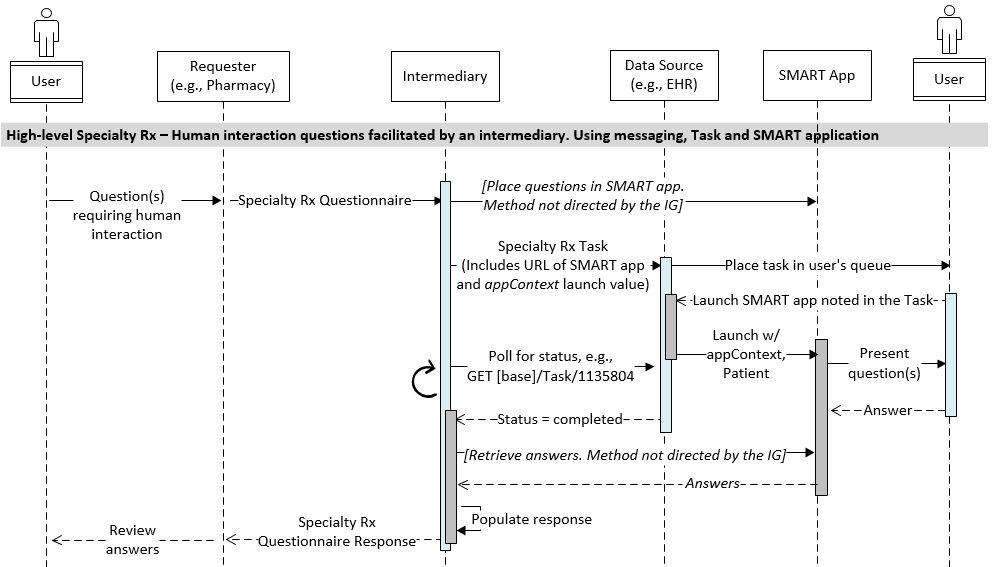 User
Requester
(e.g., Pharmacy)
Intermediary
Data Source
(e.g., EHR)
SMART App
User
High-level Specialty Rx – Human interaction questions facilitated by an intermediary. Using messaging, Task and SMART application
Question(s)
requiring human
interaction
Specialty Rx Questionnaire
[Place questions in SMART app.
Method not directed by the IG]
Specialty Rx Task
(Includes URL of SMART app
and appContext launch value)
Place task in user's queue
Launch SMART app noted in the Task
Launch w/
appContext,
Patient
Poll for status, e.g.,
GET [base]/Task/1135804
Present
question(s)
Answer
Status = completed
[Retrieve answers. Method not directed by the IG]
Answers
Populate response
Specialty Rx
Questionnaire Response
Review
answers